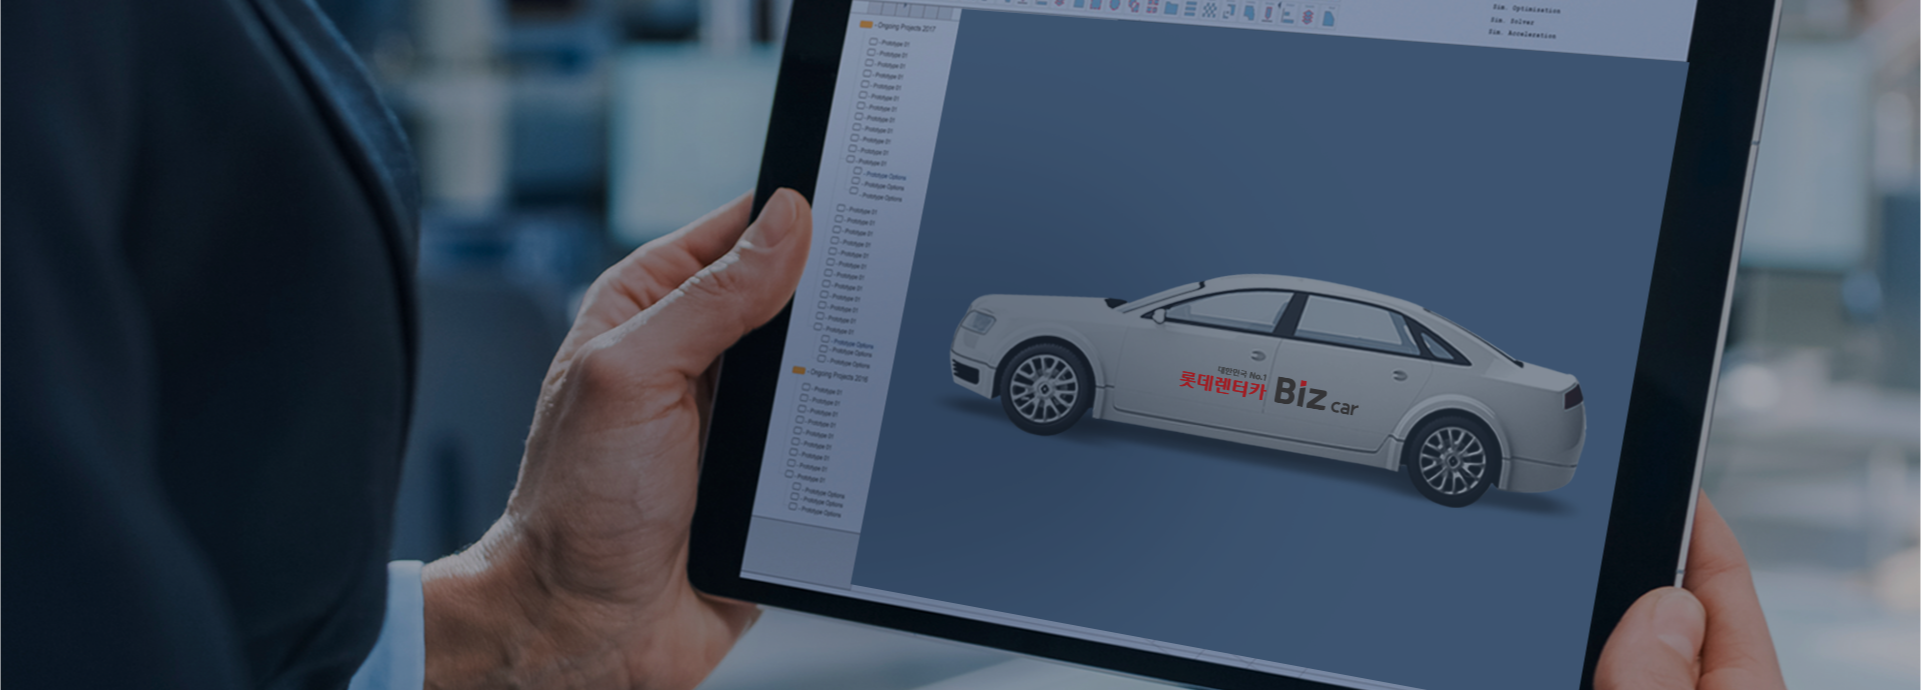 Sim. Optimisation
Sim. Solver
Sim. Acceleration
- Ongoing Projects 2017
- Prototype 01
- Prototype 01
- Prototype 01
- Prototype 01
- Prototype 01
- Prototype 01
- Prototype 01
- Prototype 01
- Prototype 01
- Prototype 01
- Prototype 01
- Prototype 01
- Prototype Options
- Prototype Options
- Prototype Options
- Prototype 01
- Prototype 01
- Prototype 01
- Prototype 01
- Prototype 01
- Prototype 01
- Prototype 01
- Prototype 01
- Prototype 01
- Prototype 01
- Prototype 01
- Prototype 01
- Prototype Options
- Prototype Options
- Prototype Options
- Ongoing Projects 2016
- Prototype 01
- Prototype 01
- Prototype 01
- Prototype 01
- Prototype 01
- Prototype 01
- Prototype 01
- Prototype 01
- Prototype 01
- Prototype Options
- Prototype Options
- Prototype Options
대한민국 No.1
롯데렌터카 Biz car